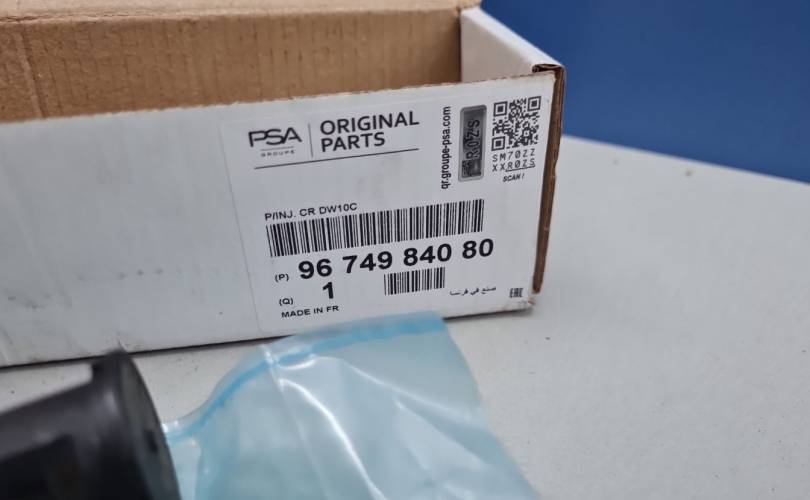 PSA
GROUPE
ORIGINAL
PARTS
qr.groupe-psa.com
R0ZS
SM70ZZ
XXR0ZS
SCAN!
P/INJ. CR DW10C
(P) 96 749 840 80
(Q) 1
صنع في فرنسا
EAC
MADE IN FR